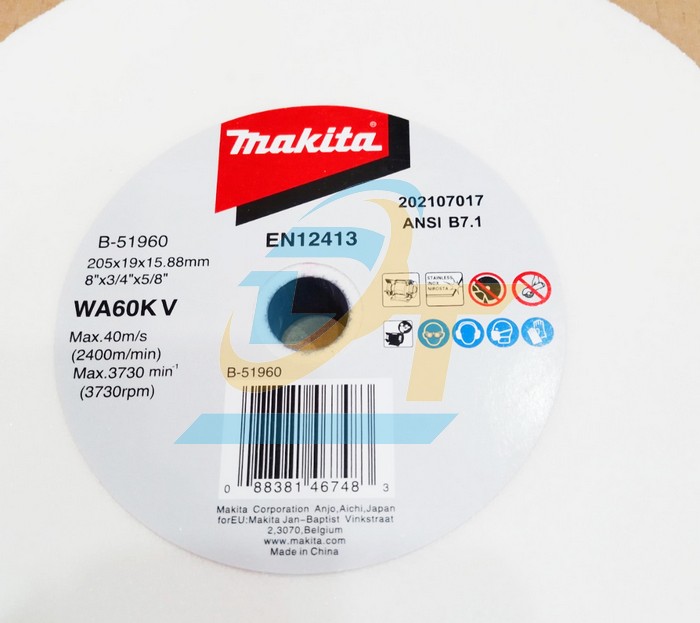 makita®
202107017
ANSI B7.1
B-51960
EN12413
205x19x15.88mm
8"x3/4"x5/8"
WA60K V
Max.40m/s
(2400m/min)
Max.3730 min⁻¹
(3730rpm)
STAINLESS
INOX
B-51960
0 88381 46748 3
Makita Corporation Anjo,Aichi,Japan
forEU:Makita Jan-Baptist Vinkstraat
2,3070,Belgium
www.makita.com
Made in China